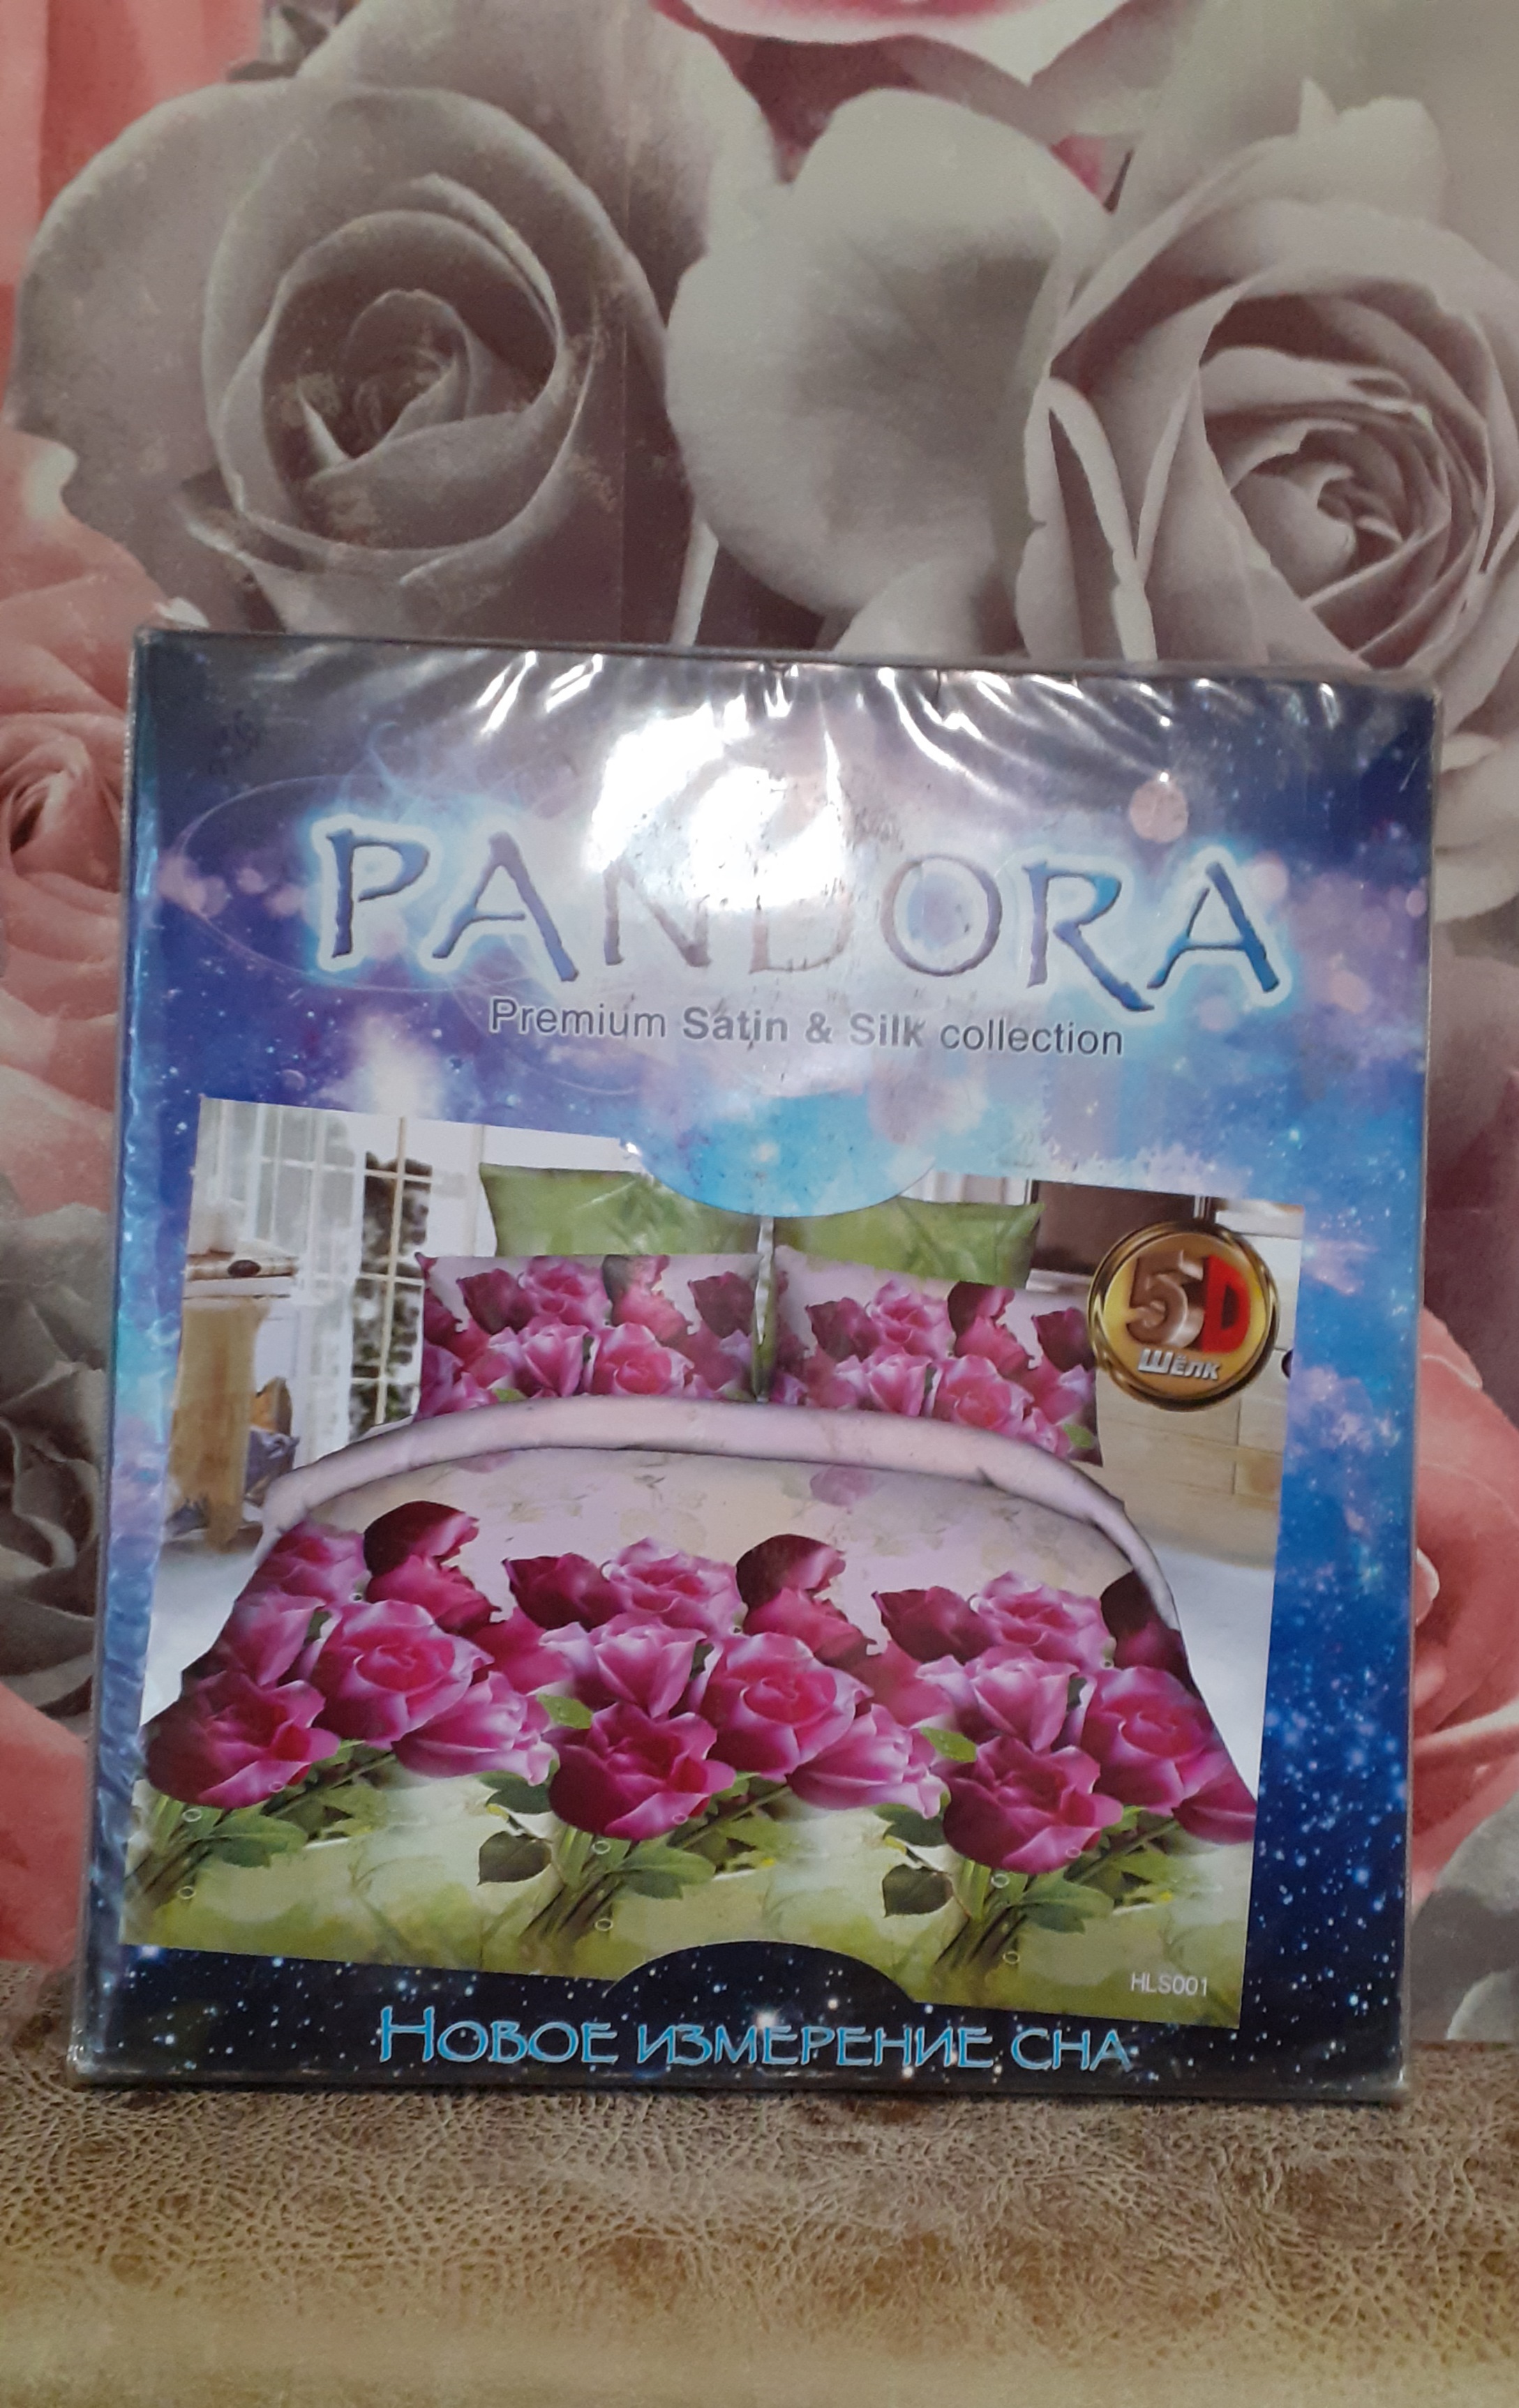 PANDORA
Premium Satin & Silk collection
5D
Шёлк
HLS001
Новое измерение сна